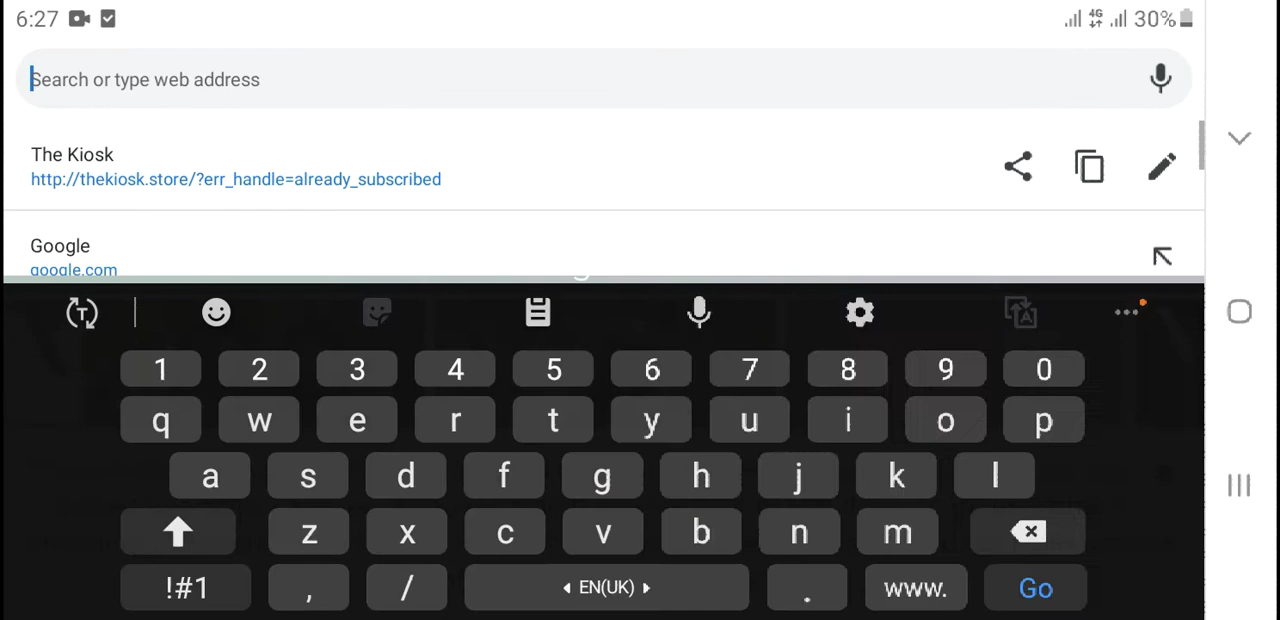 6:27
4G
30%
Search or type web address
The Kiosk
http://thekiosk.store/?err_handle=already_subscribed
Google
google.com
T
A
1 2 3 4 5 6 7 8 9 0
q w e r t y u i o p
a s d f g h j k l
z x c v b n m
!#1 , / EN(UK) . www. Go